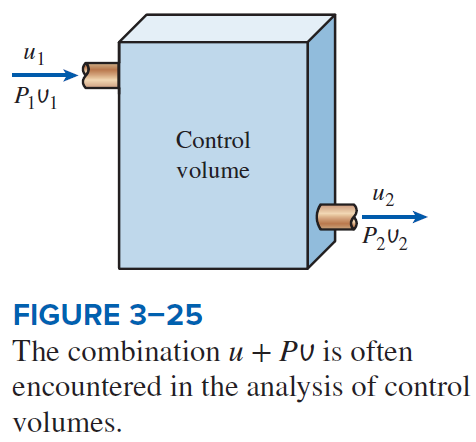 u₁
P₁υ₁
Control
volume
u₂
P₂υ₂
FIGURE 3–25
The combination u + Pυ is often
encountered in the analysis of control
volumes.